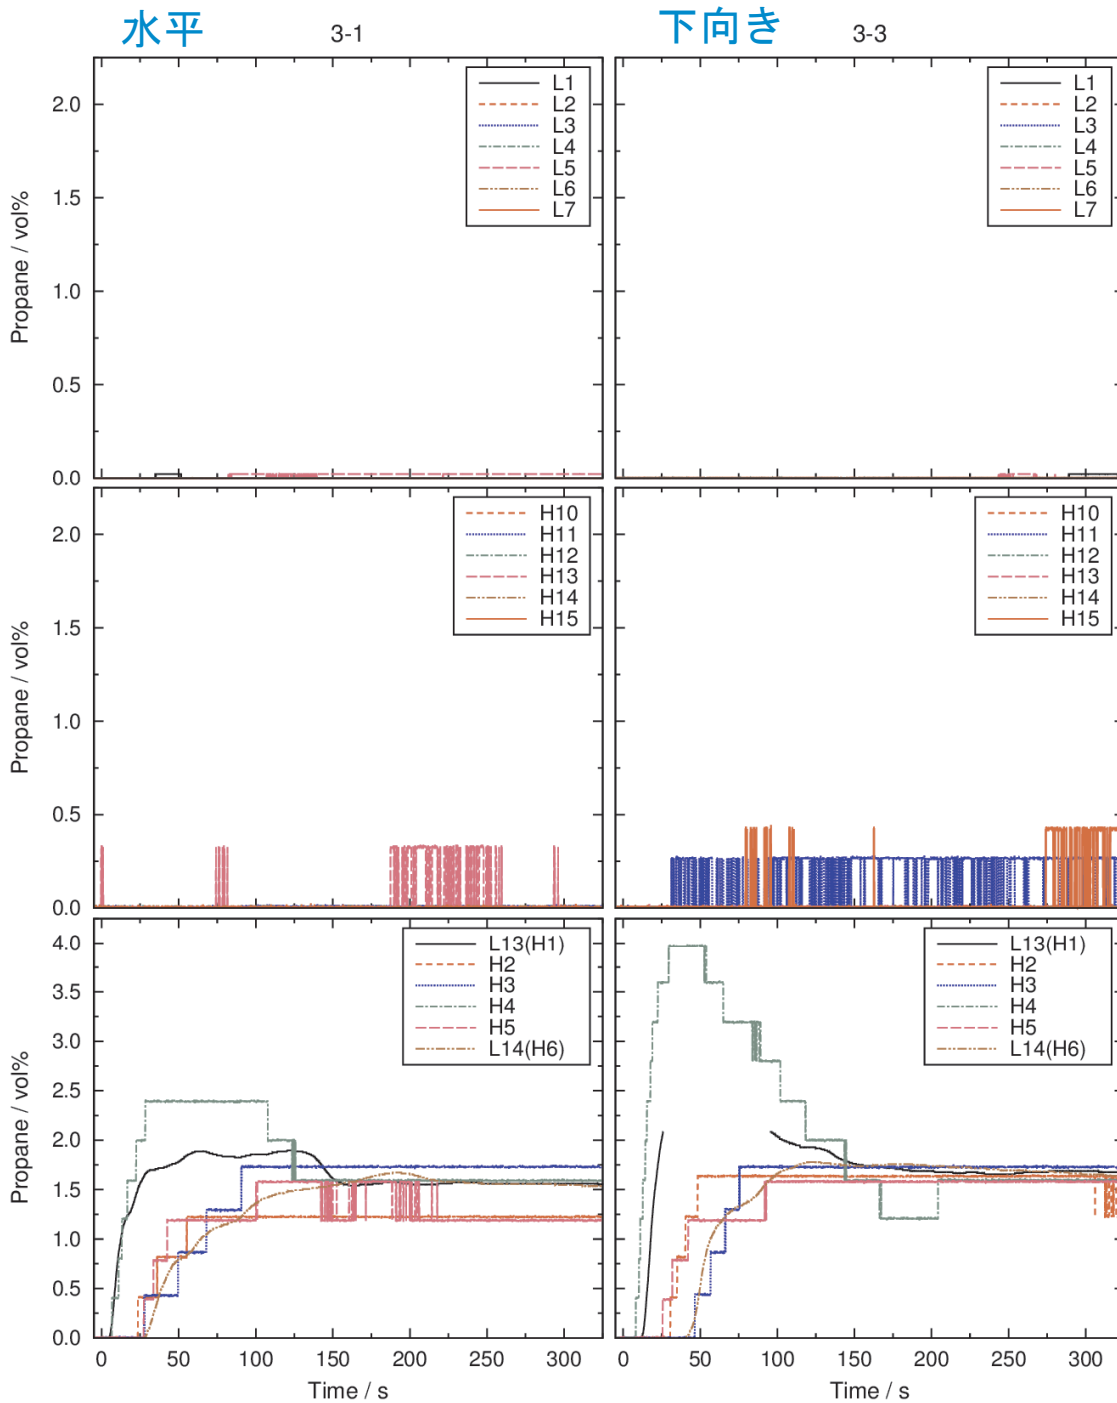 水平
3-1
下向き
3-3
L1
L2
L3
L4
L5
L6
L7
L1
L2
L3
L4
L5
L6
L7
Propane / vol%
2.0
1.5
1.0
0.5
0.0
H10
H11
H12
H13
H14
H15
H10
H11
H12
H13
H14
H15
Propane / vol%
2.0
1.5
1.0
0.5
0.0
L13(H1)
H2
H3
H4
H5
L14(H6)
L13(H1)
H2
H3
H4
H5
L14(H6)
Propane / vol%
4.0
3.5
3.0
2.5
2.0
1.5
1.0
0.5
0.0
0 50 100 150 200 250 300
0 50 100 150 200 250 300
Time / s
Time / s